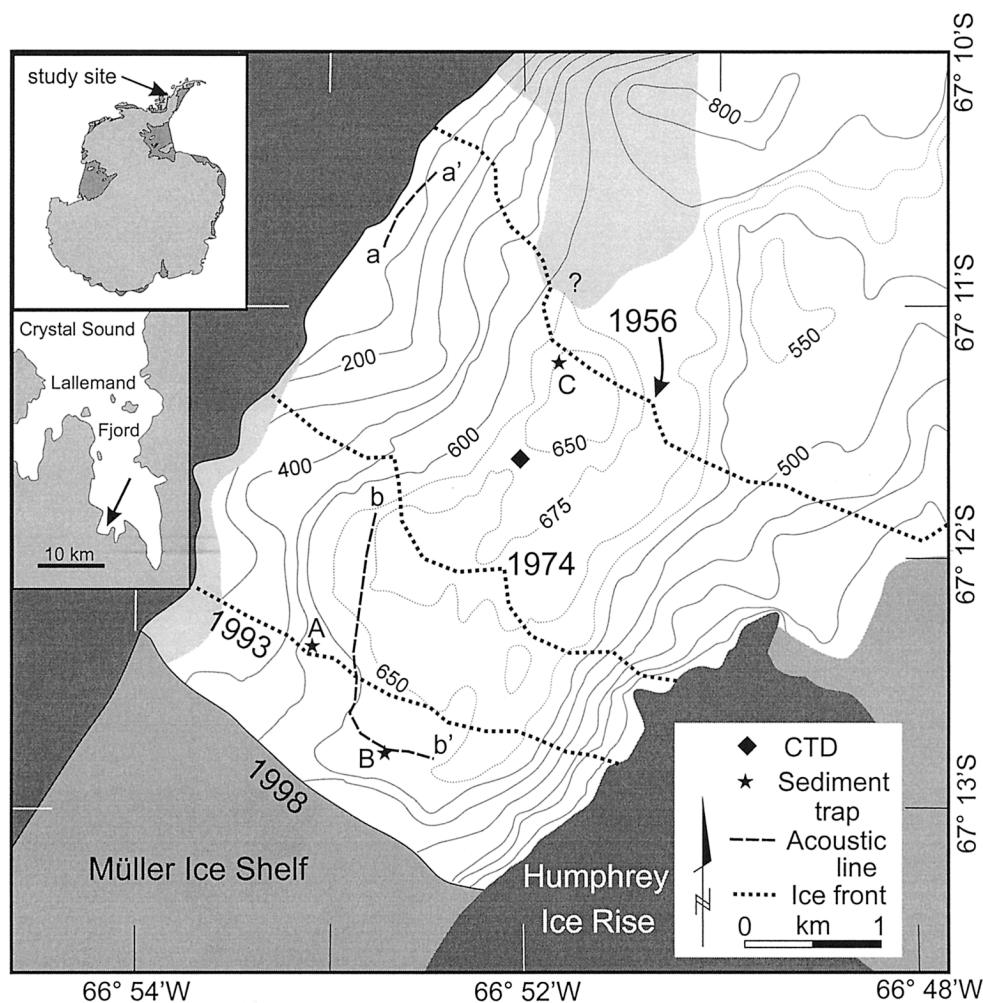 study site
Crystal Sound
Lallemand
Fjord
10 km
800
a'
a
?
1956
550
200
C
600
650
400
500
b
675
1974
A
1993
650
B
b'
1998
Müller Ice Shelf
Humphrey
Ice Rise
CTD
Sediment
trap
Acoustic
line
Ice front
0 km 1
N
67° 10'S
67° 11'S
67° 12'S
67° 13'S
66° 54'W
66° 52'W
66° 48'W